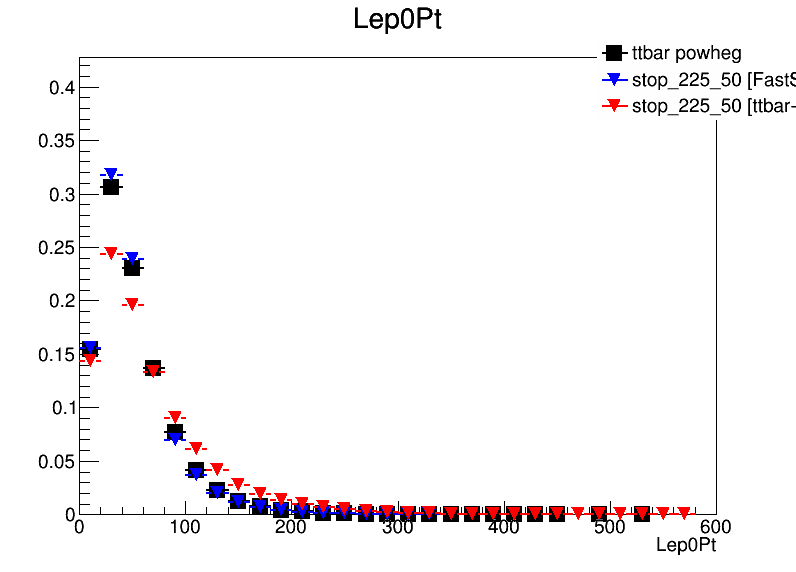 Lep0Pt
ttbar powheg
stop_225_50 [FastS
stop_225_50 [ttbar-
0.4
0.35
0.3
0.25
0.2
0.15
0.1
0.05
0
0 100 200 300 400 500 600
Lep0Pt